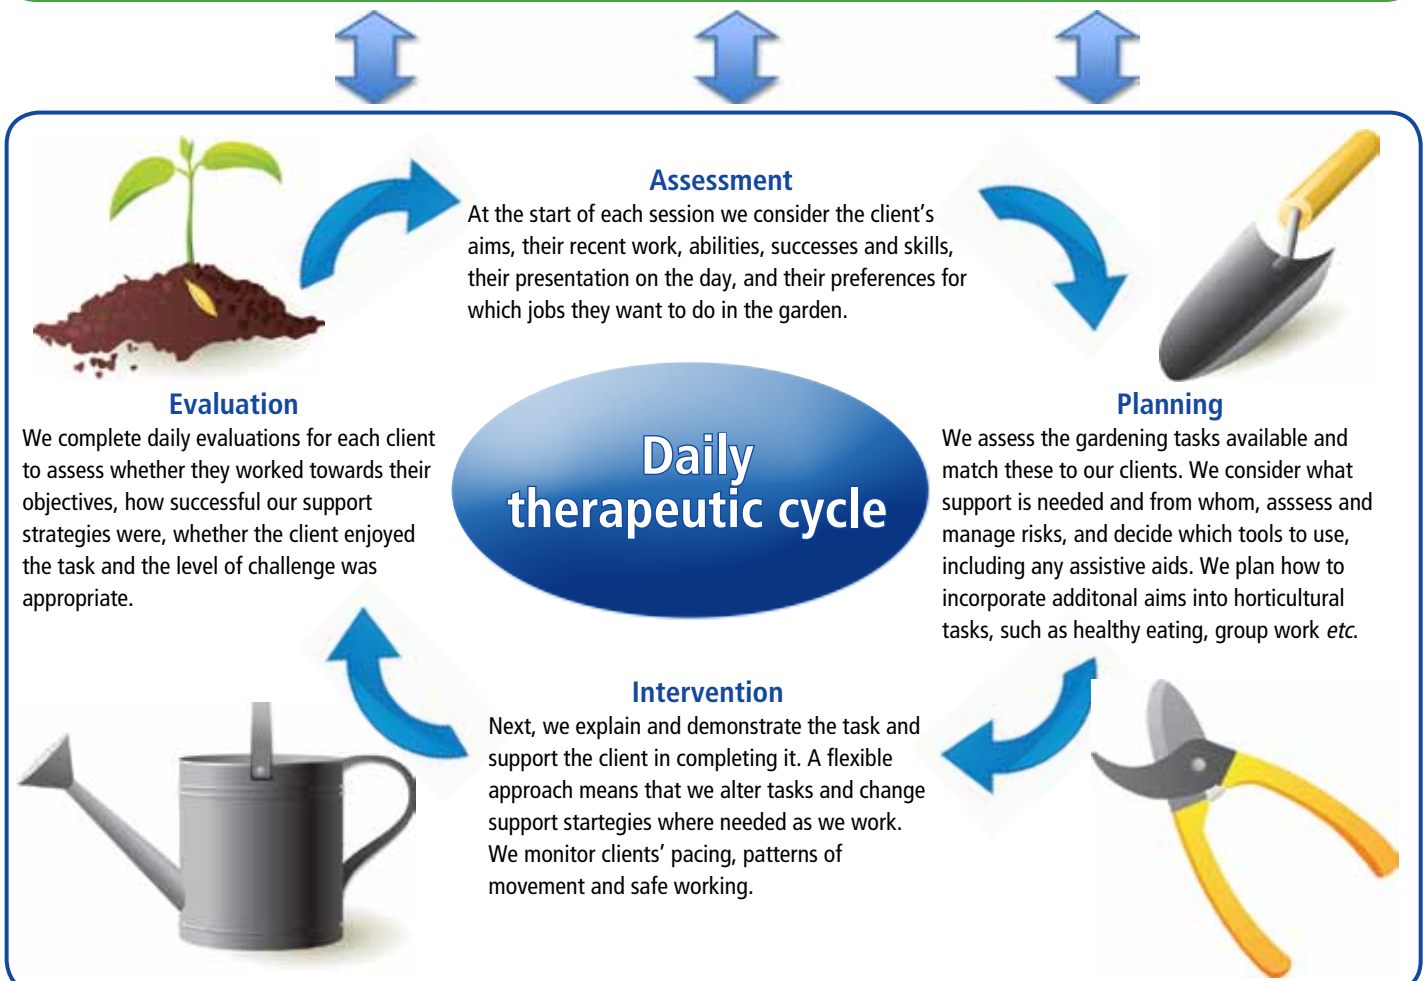 Assessment
At the start of each session we consider the client’s
aims, their recent work, abilities, successes and skills,
their presentation on the day, and their preferences for
which jobs they want to do in the garden.
Evaluation
We complete daily evaluations for each client
to assess whether they worked towards their
objectives, how successful our support
strategies were, whether the client enjoyed
the task and the level of challenge was
appropriate.
Daily
therapeutic cycle
Planning
We assess the gardening tasks available and
match these to our clients. We consider what
support is needed and from whom, asssess and
manage risks, and decide which tools to use,
including any assistive aids. We plan how to
incorporate additonal aims into horticultural
tasks, such as healthy eating, group work etc.
Intervention
Next, we explain and demonstrate the task and
support the client in completing it. A flexible
approach means that we alter tasks and change
support startegies where needed as we work.
We monitor clients’ pacing, patterns of
movement and safe working.